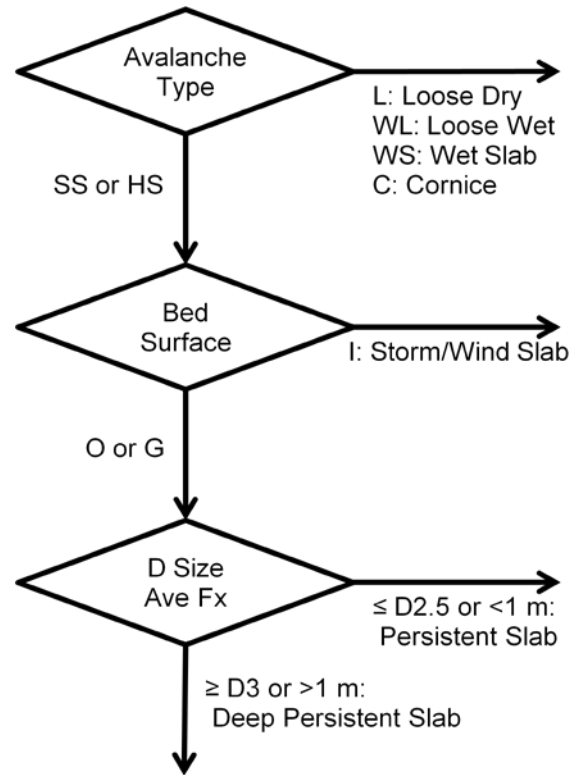 Avalanche
Type
L: Loose Dry
WL: Loose Wet
WS: Wet Slab
C: Cornice
SS or HS
Bed
Surface
I: Storm/Wind Slab
O or G
D Size
Ave Fx
≤ D2.5 or <1 m:
Persistent Slab
≥ D3 or >1 m:
Deep Persistent Slab